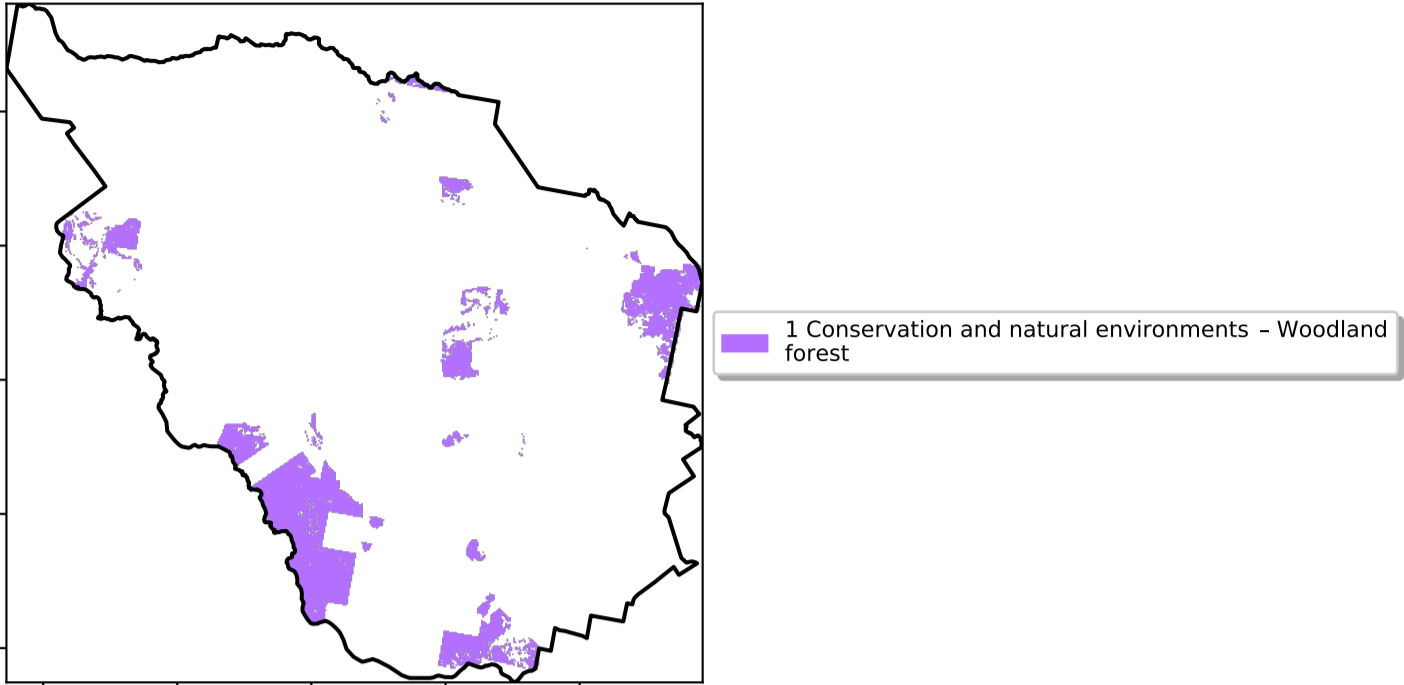 1 Conservation and natural environments – Woodland
forest